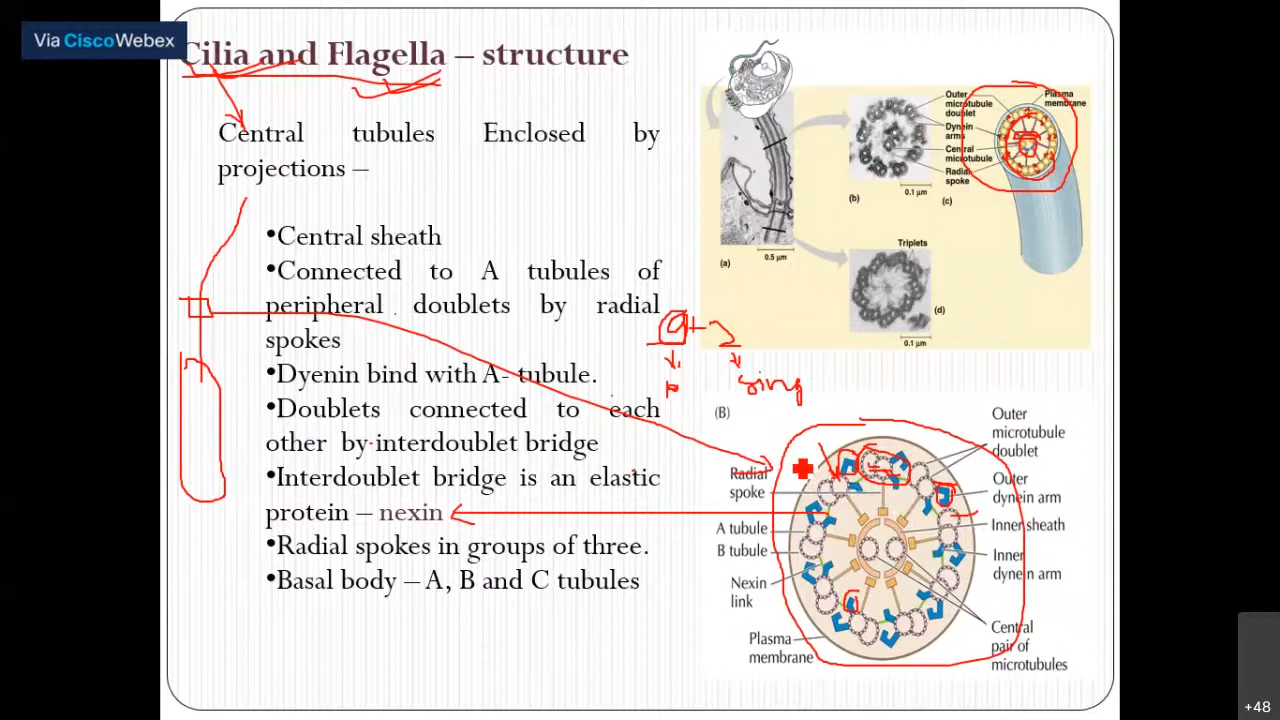 Via Cisco Webex
Cilia and Flagella – structure
Central tubules Enclosed by
projections –
•Central sheath
•Connected to A tubules of
peripheral doublets by radial
spokes
•Dyenin bind with A- tubule.
•Doublets connected to each
other by interdoublet bridge
•Interdoublet bridge is an elastic
protein – nexin
•Radial spokes in groups of three.
•Basal body – A, B and C tubules
Outer
microtubule
doublet
Dynein
arms
Central
microtubule
Radial
spoke
Plasma
membrane
(a)
0.5 µm
(b)
0.1 µm
(c)
Triplets
(d)
0.1 µm
9+2
P
sing
(B)
Radial
spoke
A tubule
B tubule
Nexin
link
Plasma
membrane
Outer
microtubule
doublet
Outer
dynein arm
Inner sheath
Inner
dynein arm
Central
pair of
microtubules
+48